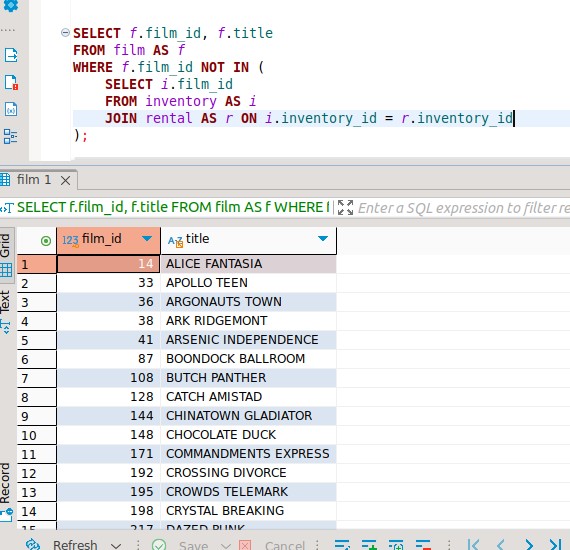 SELECT f.film_id, f.title
FROM film AS f
WHERE f.film_id NOT IN (
SELECT i.film_id
FROM inventory AS i
JOIN rental AS r ON i.inventory_id = r.inventory_id
);
film 1
SELECT f.film_id, f.title FROM film AS f WHERE f
Enter a SQL expression to filter re
Grid
Text
Record
123 film_id AZ title
1 14 ALICE FANTASIA
2 33 APOLLO TEEN
3 36 ARGONAUTS TOWN
4 38 ARK RIDGEMONT
5 41 ARSENIC INDEPENDENCE
6 87 BOONDOCK BALLROOM
7 108 BUTCH PANTHER
8 128 CATCH AMISTAD
9 144 CHINATOWN GLADIATOR
10 148 CHOCOLATE DUCK
11 171 COMMANDMENTS EXPRESS
12 192 CROSSING DIVORCE
13 195 CROWDS TELEMARK
14 198 CRYSTAL BREAKING
15 217 DAZED PUNK
Refresh Save Cancel